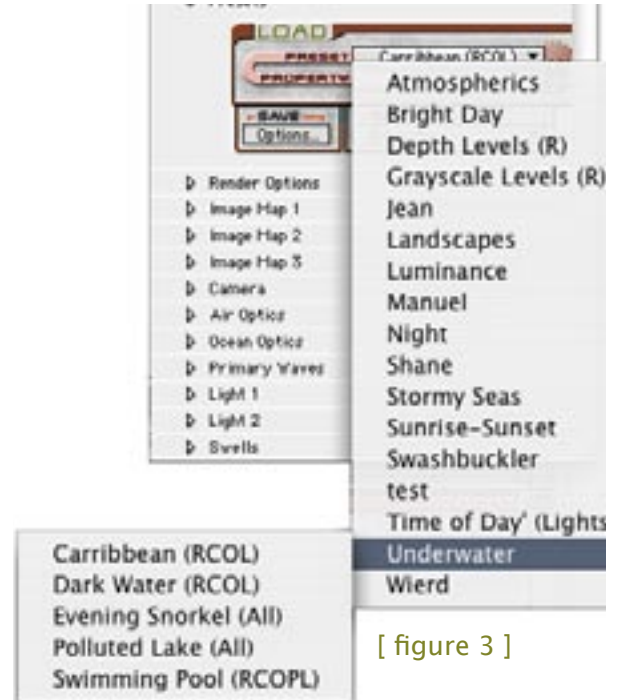 LOAD
PRESET
Carribbean (RCOL)
PROPERTY
SAVE
Options...
Render Options
Image Map 1
Image Map 2
Image Map 3
Camera
Air Optics
Ocean Optics
Primary Waves
Light 1
Light 2
Swells
Atmospherics
Bright Day
Depth Levels (R)
Grayscale Levels (R)
Jean
Landscapes
Luminance
Manuel
Night
Shane
Stormy Seas
Sunrise-Sunset
Swashbuckler
test
Time of Day' (Lights
Underwater
Wierd
Carribbean (RCOL)
Dark Water (RCOL)
Evening Snorkel (All)
Polluted Lake (All)
Swimming Pool (RCOPL)
[ figure 3 ]